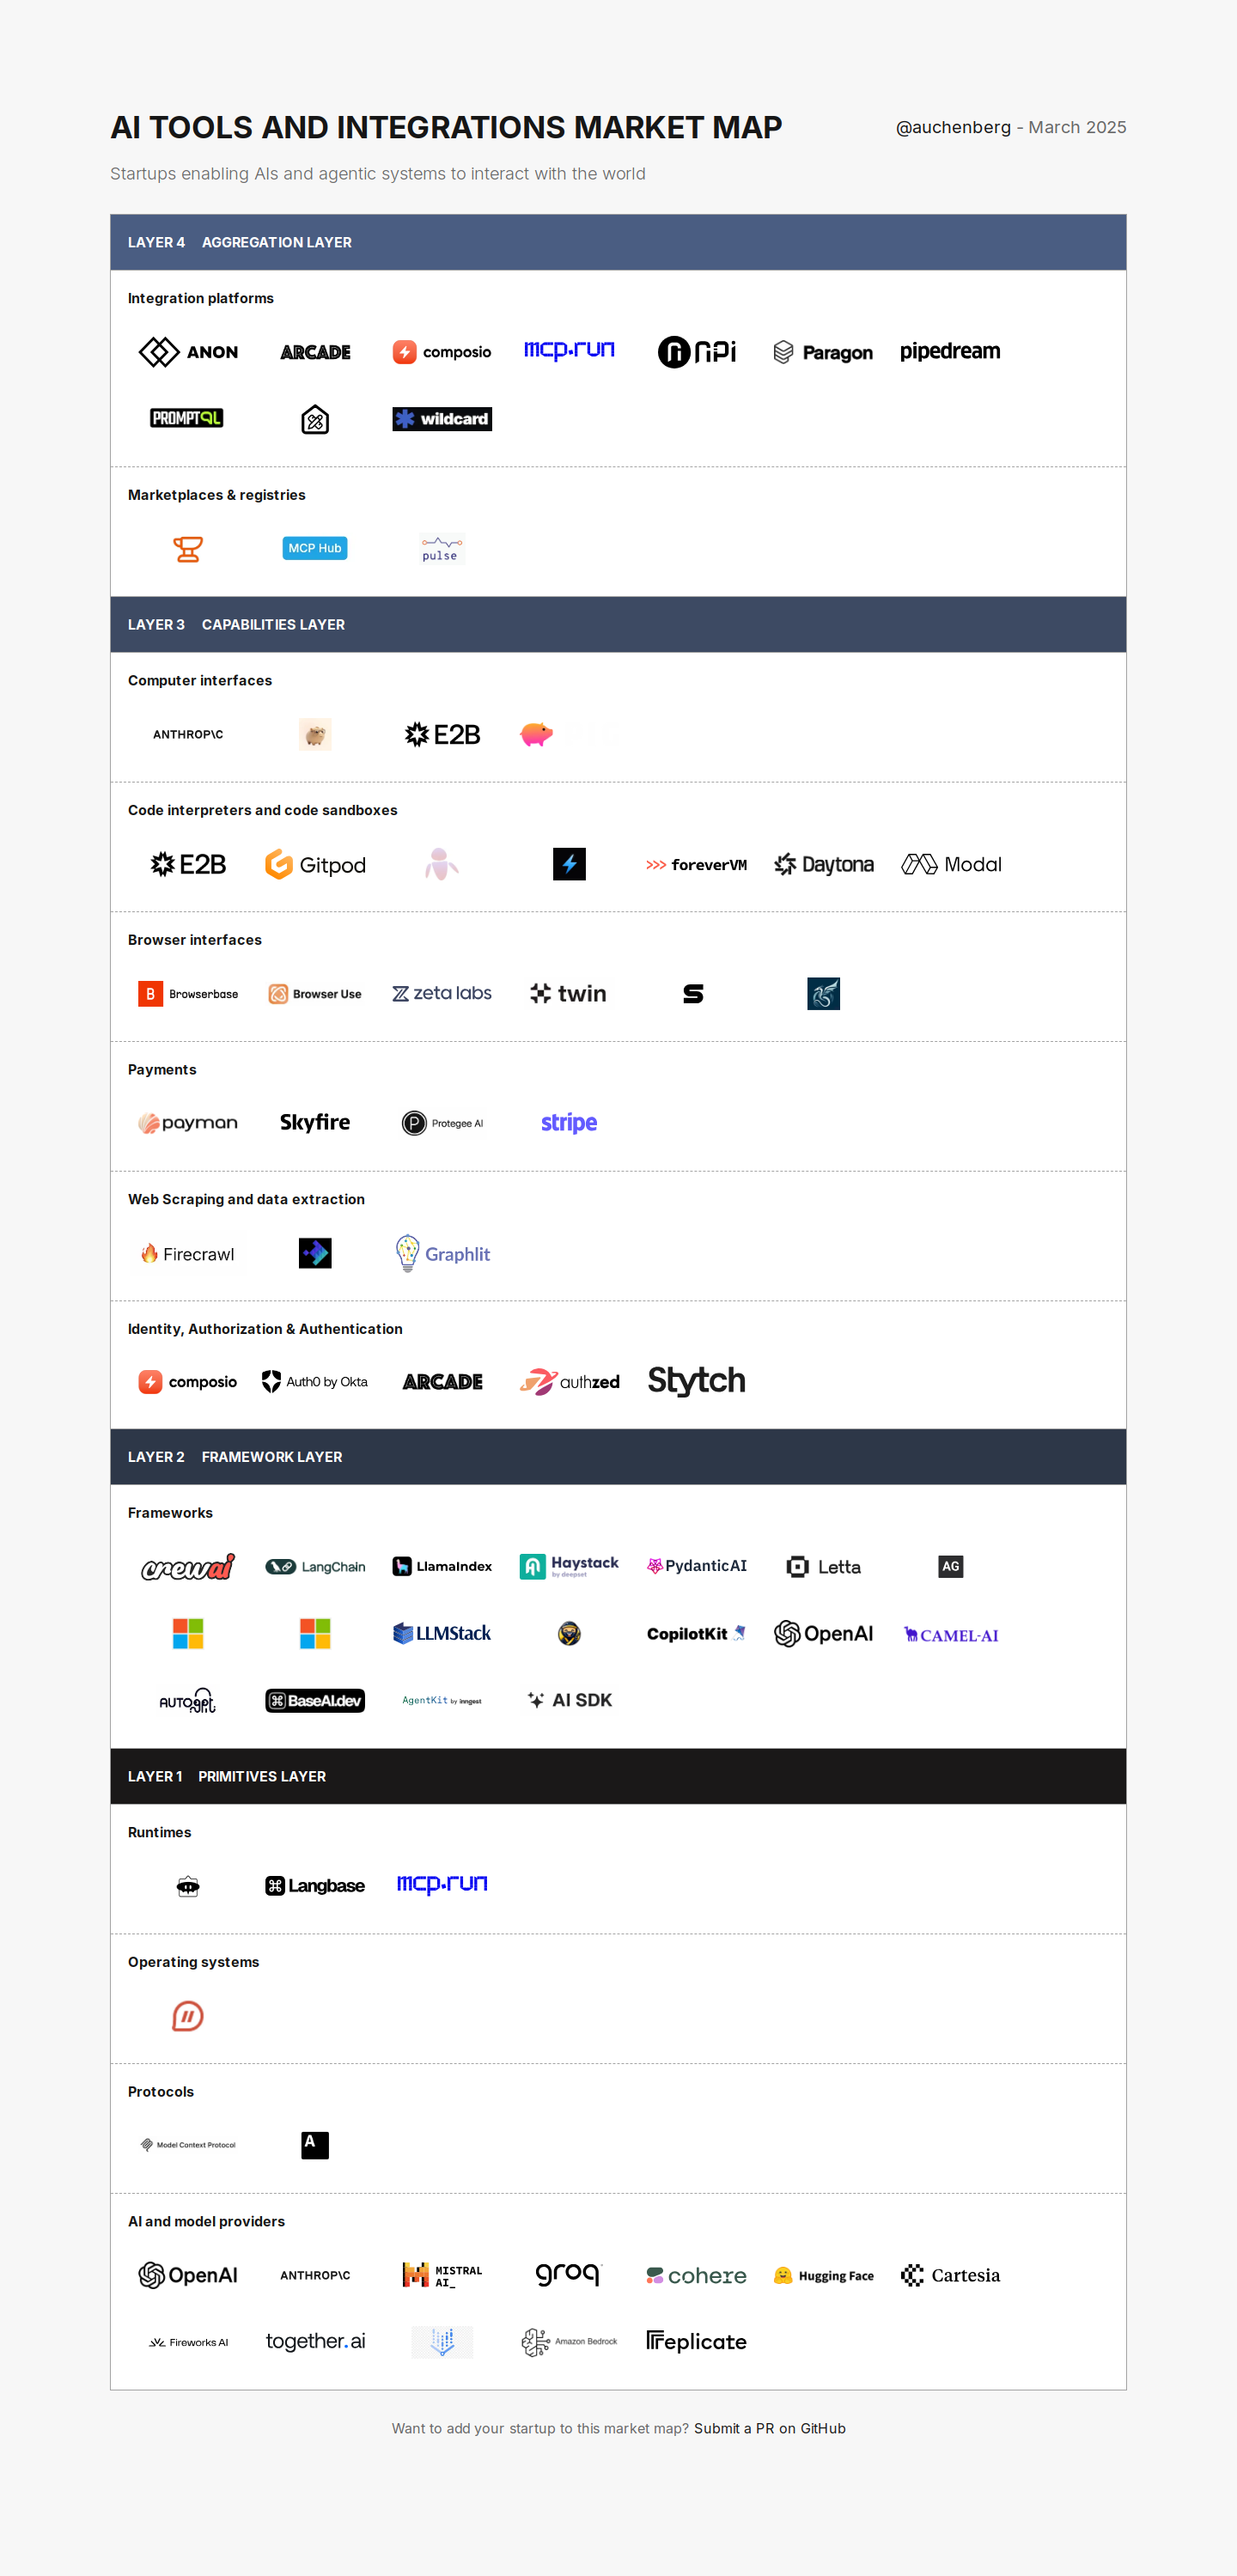 AI TOOLS AND INTEGRATIONS MARKET MAP
@auchenberg - March 2025
Startups enabling AIs and agentic systems to interact with the world
LAYER 4 AGGREGATION LAYER
Integration platforms
ANON ARCADE composio mcp.run npi Paragon pipedream
PROMPTQL wildcard
Marketplaces & registries
MCP Hub pulse
LAYER 3 CAPABILITIES LAYER
Computer interfaces
ANTHROP\C E2B
Code interpreters and code sandboxes
E2B Gitpod >>> foreverVM Daytona Modal
Browser interfaces
B Browserbase Browser Use zeta labs twin S
Payments
payman Skyfire P Protegee AI stripe
Web Scraping and data extraction
Firecrawl Graphlit
Identity, Authorization & Authentication
composio Auth0 by Okta ARCADE authzed Stytch
LAYER 2 FRAMEWORK LAYER
Frameworks
crewai LangChain LlamaIndex Haystack by deepset PydanticAI Letta AG
LLMStack CopilotKit OpenAI CAMEL-AI
AUTOgpt BaseAI.dev AgentKit by inngest AI SDK
LAYER 1 PRIMITIVES LAYER
Runtimes
Langbase mcp.run
Operating systems
Protocols
Model Context Protocol A
AI and model providers
OpenAI ANTHROP\C MISTRAL AI_ groq cohere Hugging Face Cartesia
Fireworks AI together.ai Amazon Bedrock replicate
Want to add your startup to this market map? Submit a PR on GitHub